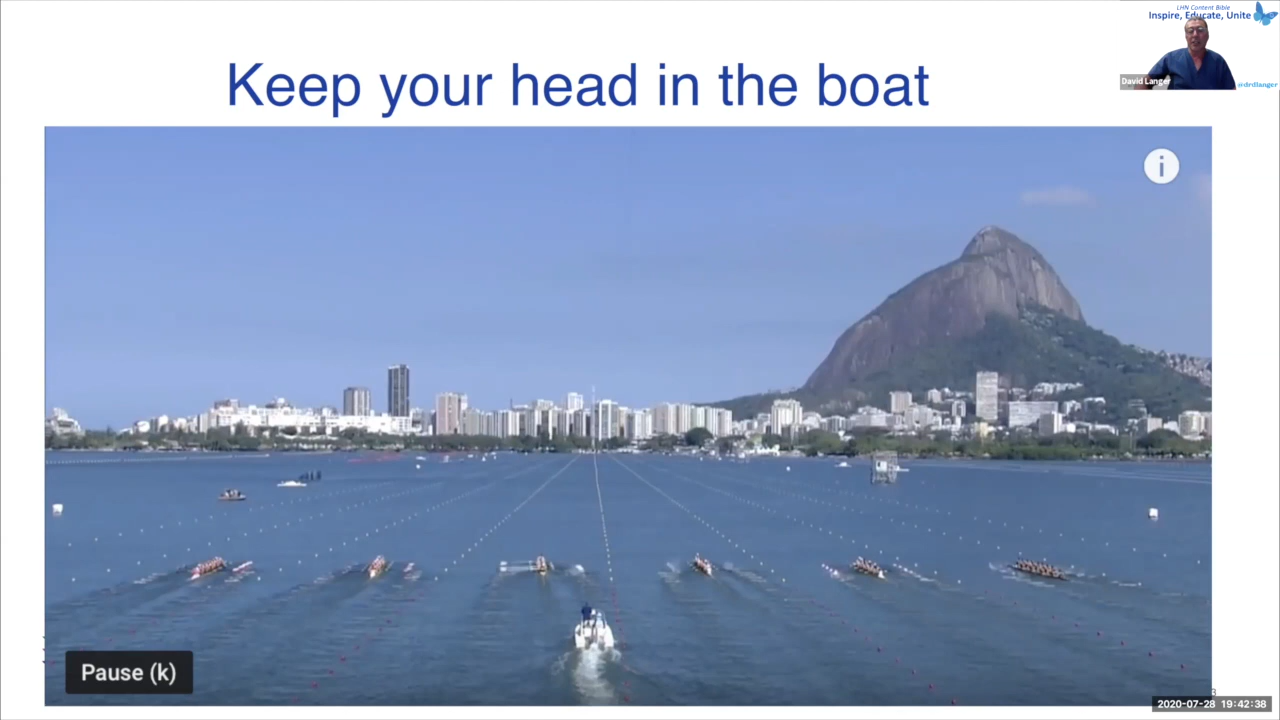 LHN Content Bible
Inspire, Educate, Unite
Keep your head in the boat
David Langer
@drdlanger
i
Pause (k)
3
2020-07-28 19:42:38